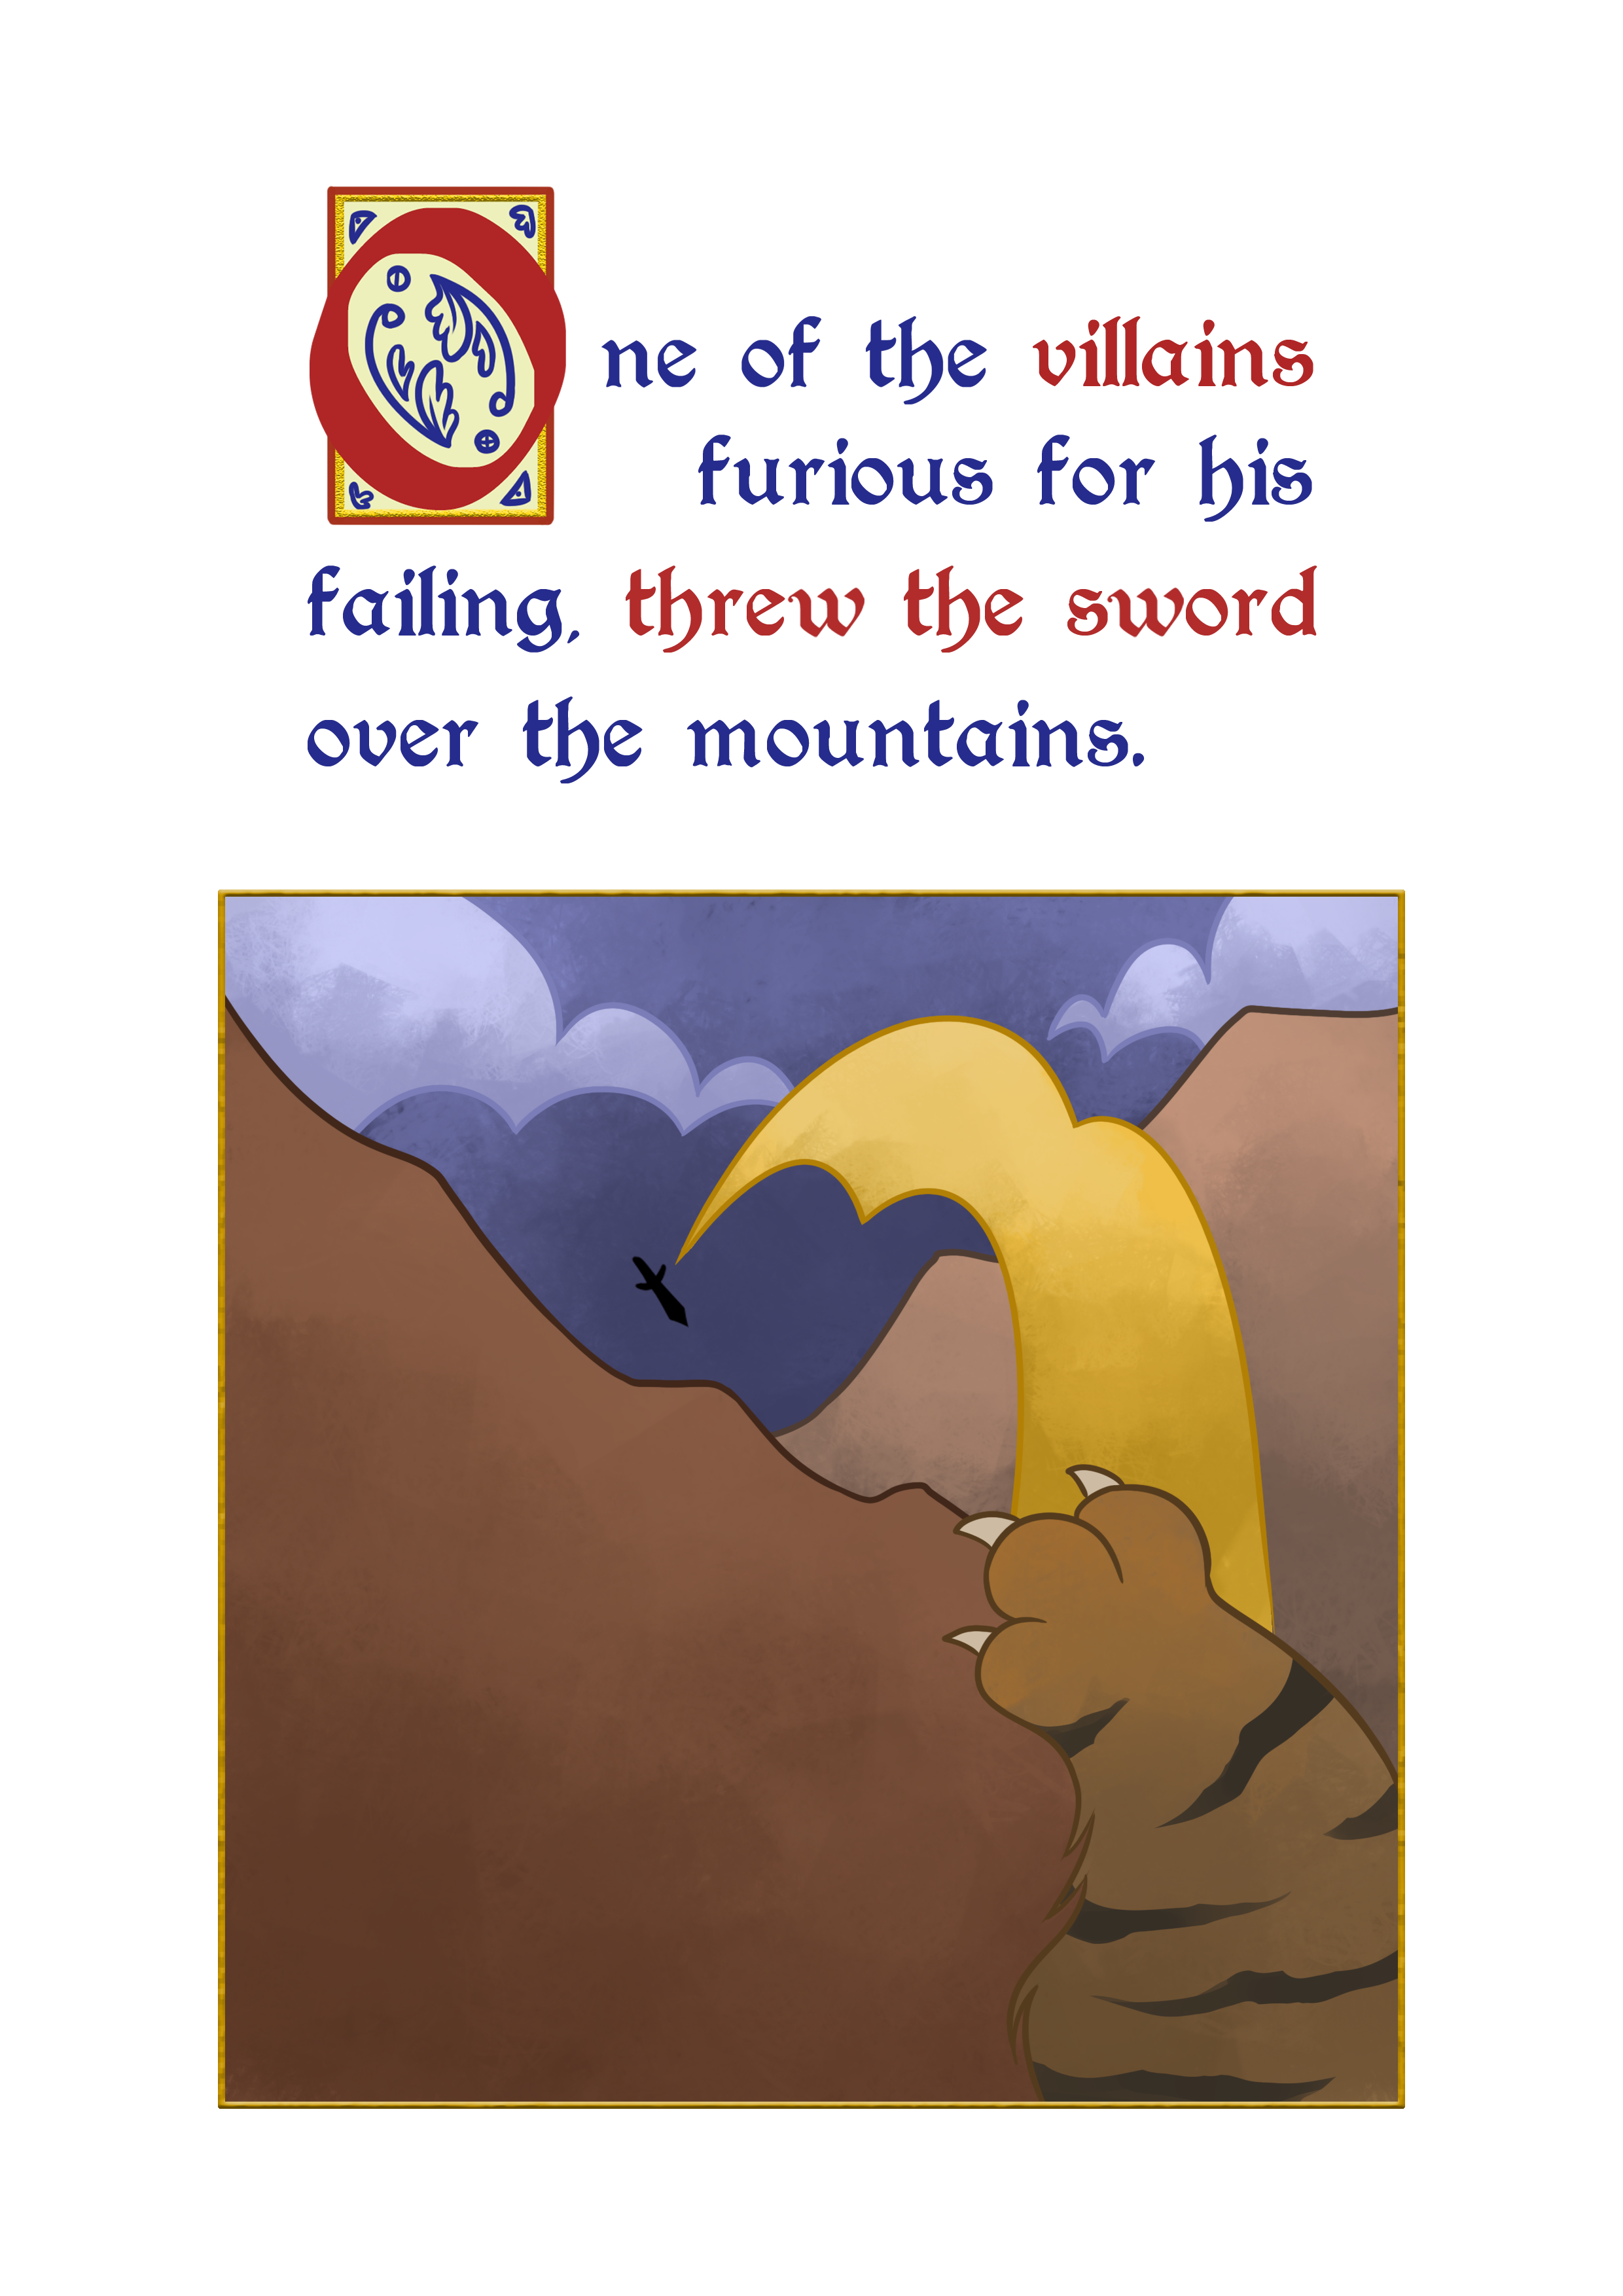 One of the villains
furious for his
failing, threw the sword
over the mountains.